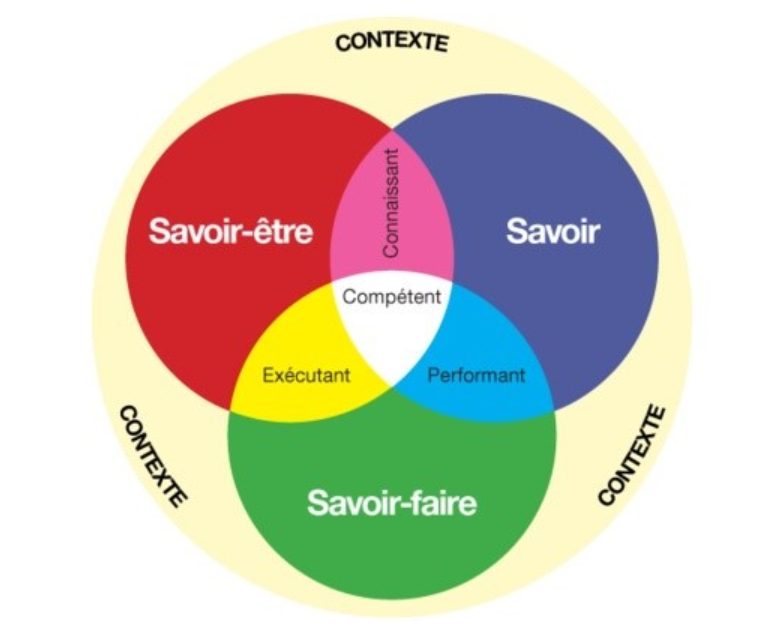 CONTEXTE
Connaissant
Savoir-être
Savoir
Compétent
Exécutant
Performant
CONTEXTE
CONTEXTE
Savoir-faire